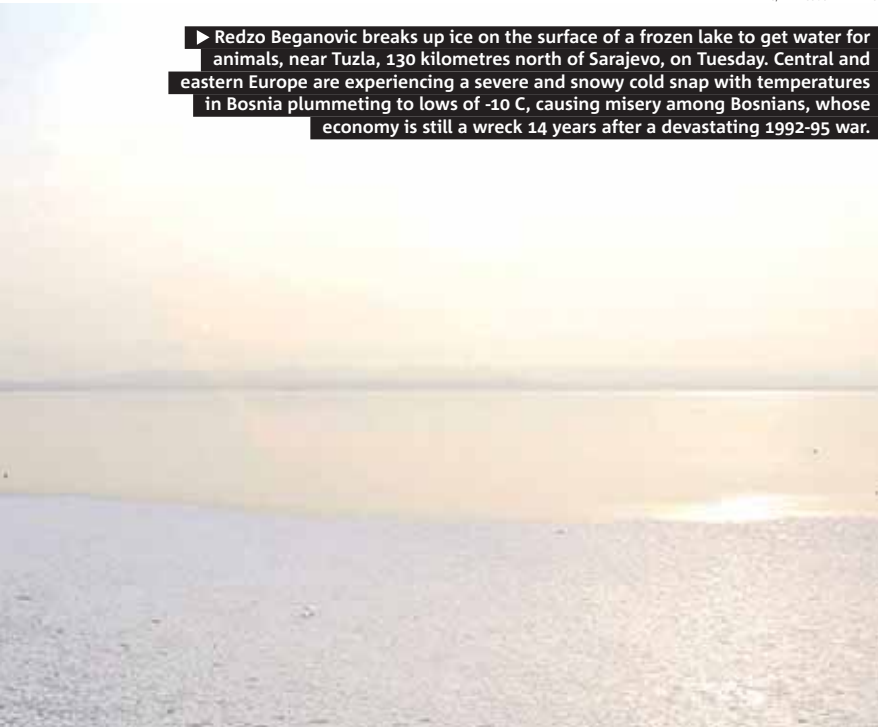 ▶ Redzo Beganovic breaks up ice on the surface of a frozen lake to get water for
animals, near Tuzla, 130 kilometres north of Sarajevo, on Tuesday. Central and
eastern Europe are experiencing a severe and snowy cold snap with temperatures
in Bosnia plummeting to lows of -10 C, causing misery among Bosnians, whose
economy is still a wreck 14 years after a devastating 1992-95 war.